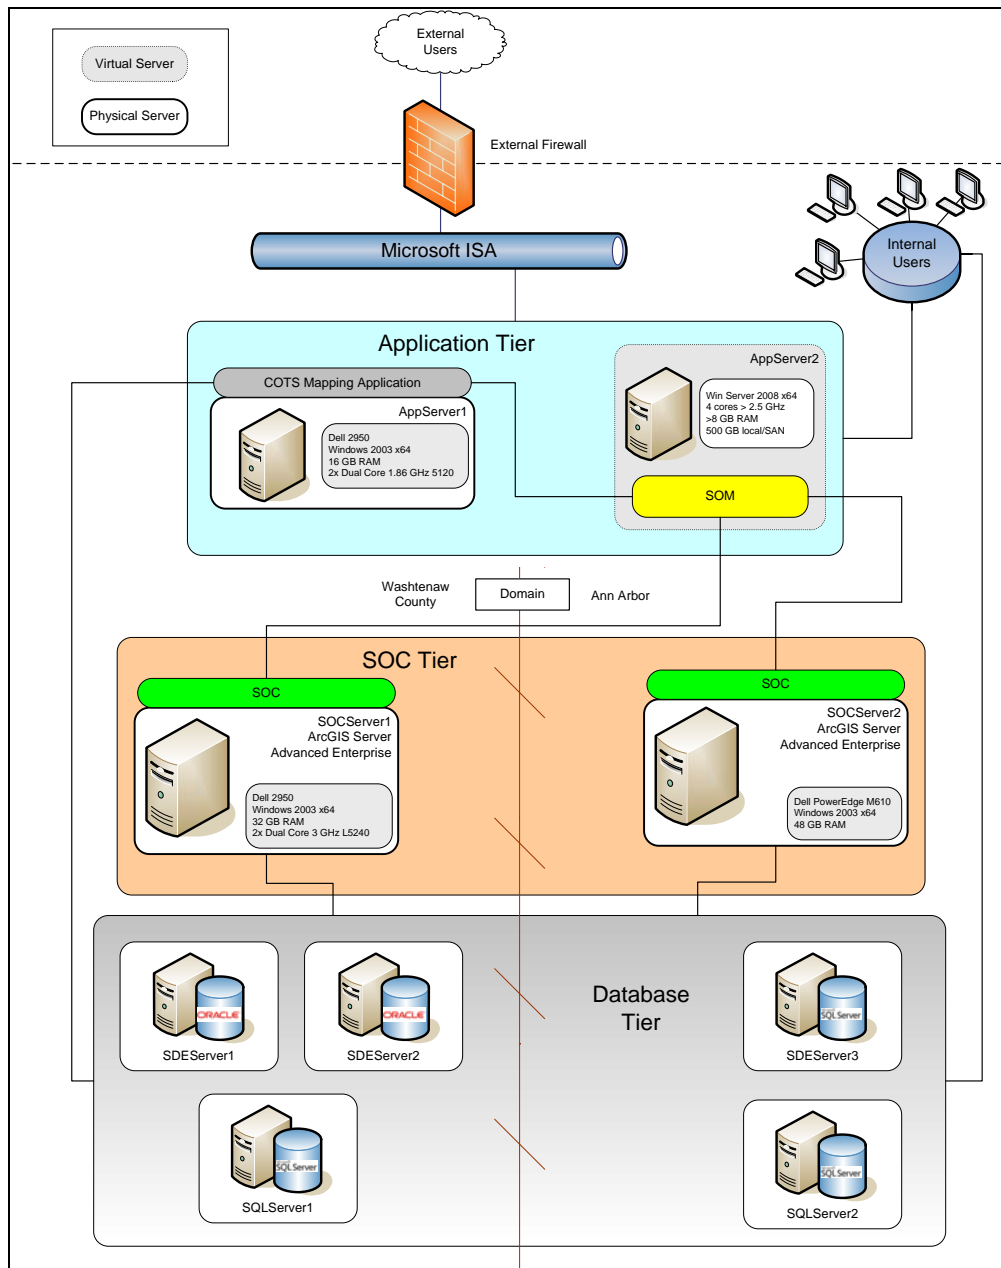 External
Users
Virtual Server
Physical Server
External Firewall
Microsoft ISA
Internal
Users
Application Tier
AppServer2
COTS Mapping Application
Win Server 2008 x64
4 cores > 2.5 GHz
>8 GB RAM
500 GB local/SAN
AppServer1
Dell 2950
Windows 2003 x64
16 GB RAM
2x Dual Core 1.86 GHz 5120
SOM
Washtenaw
County
Domain
Ann Arbor
SOC Tier
SOC
SOC
SOCServer1
ArcGIS Server
Advanced Enterprise
SOCServer2
ArcGIS Server
Advanced Enterprise
Dell 2950
Windows 2003 x64
32 GB RAM
2x Dual Core 3 GHz L5240
Dell PowerEdge M610
Windows 2003 x64
48 GB RAM
Database
Tier
ORACLE
ORACLE
SQL Server
SDEServer1
SDEServer2
SDEServer3
SQL Server
SQL Server
SQLServer1
SQLServer2